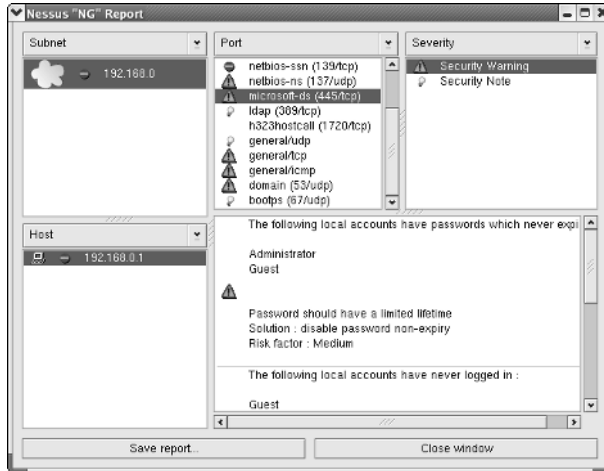 Nessus "NG" Report
Subnet
Port
Severity
192.168.0
netbios-ssn (139/tcp)
netbios-ns (137/udp)
microsoft-ds (445/tcp)
ldap (389/tcp)
h323hostcall (1720/tcp)
general/udp
general/tcp
general/icmp
domain (53/udp)
bootps (67/udp)
Security Warning
Security Note
Host
192.168.0.1
The following local accounts have passwords which never expi
Administrator
Guest
Password should have a limited lifetime
Solution : disable password non-expiry
Risk factor : Medium
The following local accounts have never logged in :
Guest
Save report...
Close window